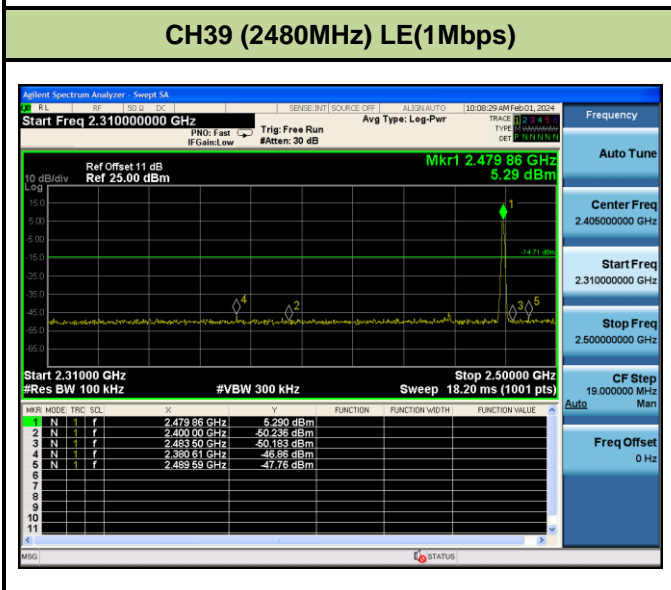 CH39 (2480MHz) LE(1Mbps)
Agilent Spectrum Analyzer - Swept SA
RL RF 50 Ω DC SENSE:INT SOURCE OFF ALIGN AUTO 10:08:29 AM Feb 01, 2024
Start Freq 2.310000000 GHz
PNO: Fast
IFGain:Low
Trig: Free Run
#Atten: 30 dB
Avg Type: Log-Pwr
TRACE 1 2 3 4 5 6
TYPE
DET P N N N N N
Mkr1 2.479 86 GHz
5.29 dBm
Ref Offset 11 dB
10 dB/div Ref 25.00 dBm
Log
15.0
5.00
-5.00
-15.0
-25.0
-35.0
-45.0
-55.0
-65.0
-14.71 dBm
1
4
2
3
5
Start 2.31000 GHz Stop 2.50000 GHz
#Res BW 100 kHz #VBW 300 kHz Sweep 18.20 ms (1001 pts)
MKR MODE TRC SCL X Y FUNCTION FUNCTION WIDTH FUNCTION VALUE
1 N 1 f 2.479 86 GHz 5.290 dBm
2 N 1 f 2.400 00 GHz -50.236 dBm
3 N 1 f 2.483 50 GHz -50.183 dBm
4 N 1 f 2.380 61 GHz -46.86 dBm
5 N 1 f 2.489 59 GHz -47.76 dBm
6
7
8
9
10
11
MSG STATUS
Frequency
Auto Tune
Center Freq
2.405000000 GHz
Start Freq
2.310000000 GHz
Stop Freq
2.500000000 GHz
CF Step
19.000000 MHz
Auto Man
Freq Offset
0 Hz